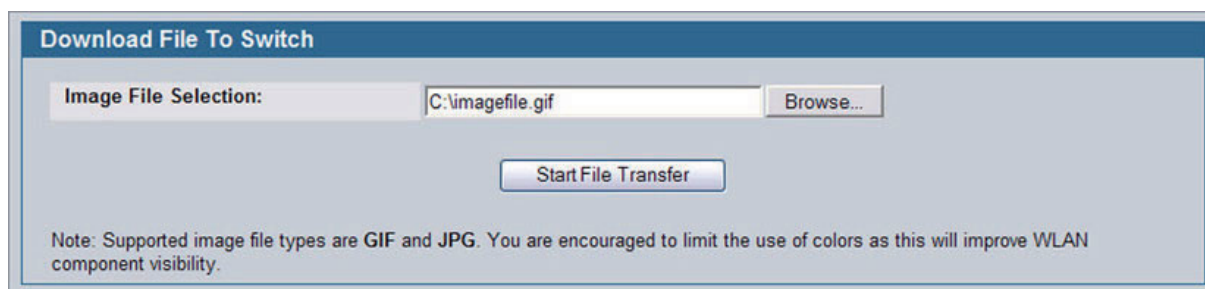 Download File To Switch
Image File Selection:
C:\imagefile.gif
Browse...
Start File Transfer
Note: Supported image file types are GIF and JPG. You are encouraged to limit the use of colors as this will improve WLAN
component visibility.